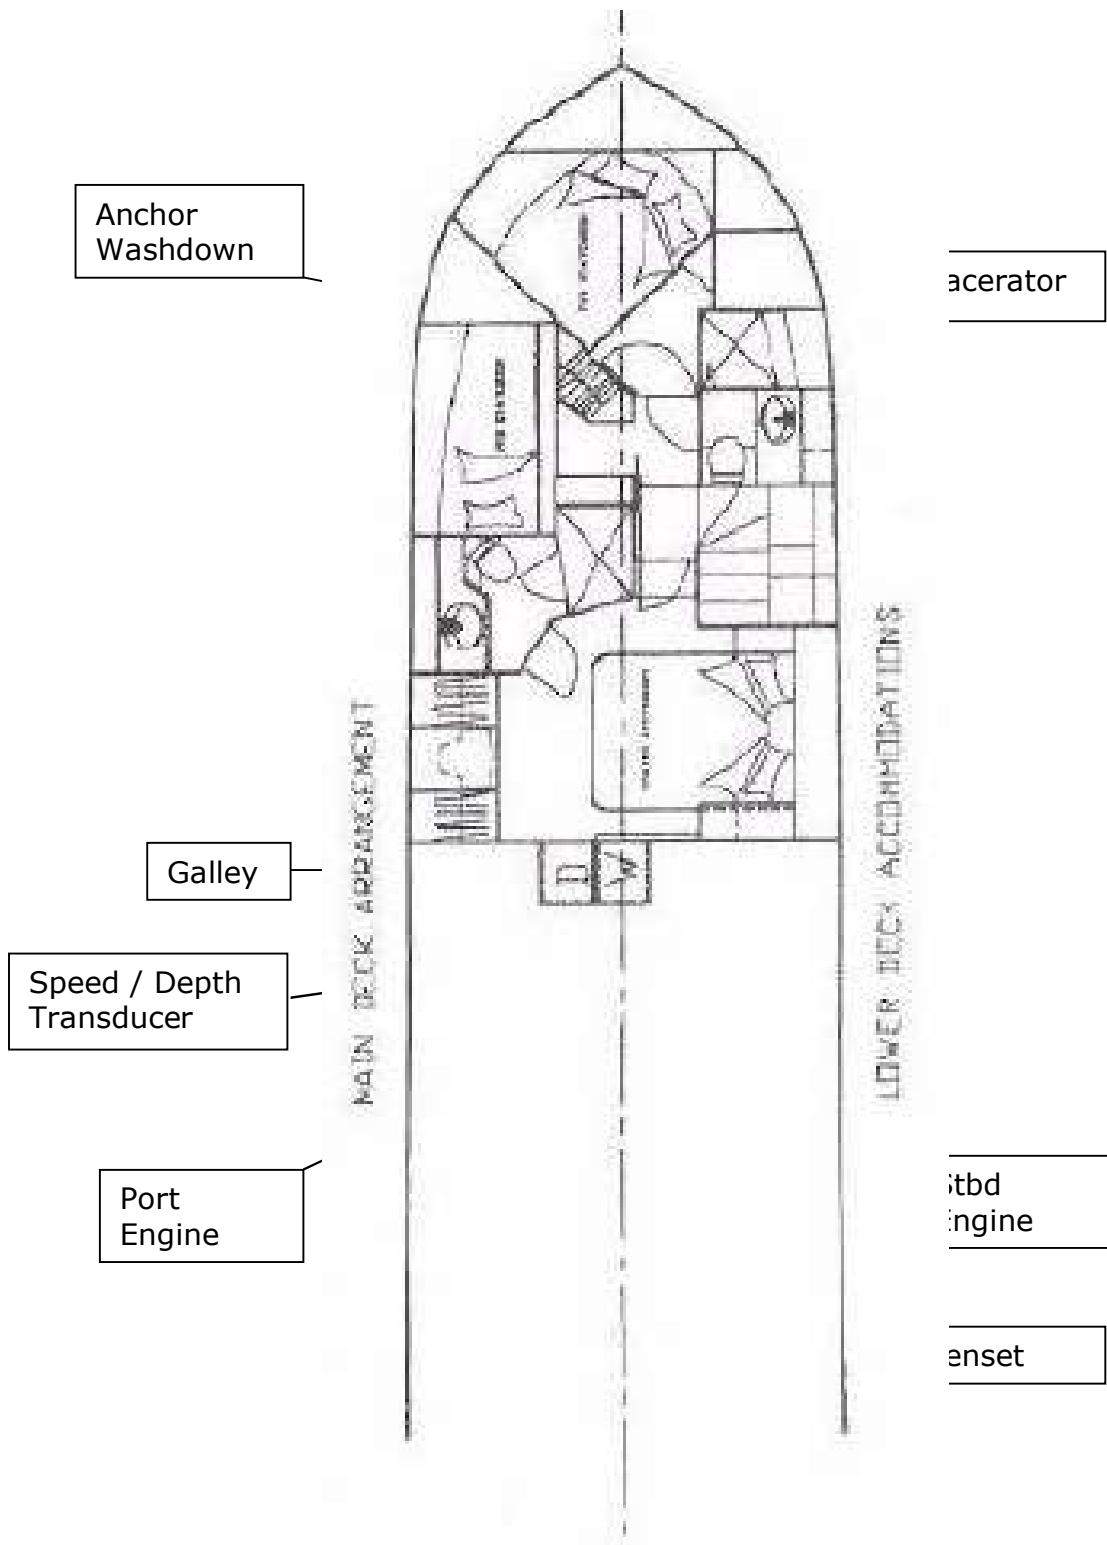 Anchor
Washdown
acerator
MAIN DECK ARRANGEMENT
LOWER DECK ACCOMMODATIONS
Galley
D
W
Speed / Depth
Transducer
Port
Engine
Stbd
Engine
enset